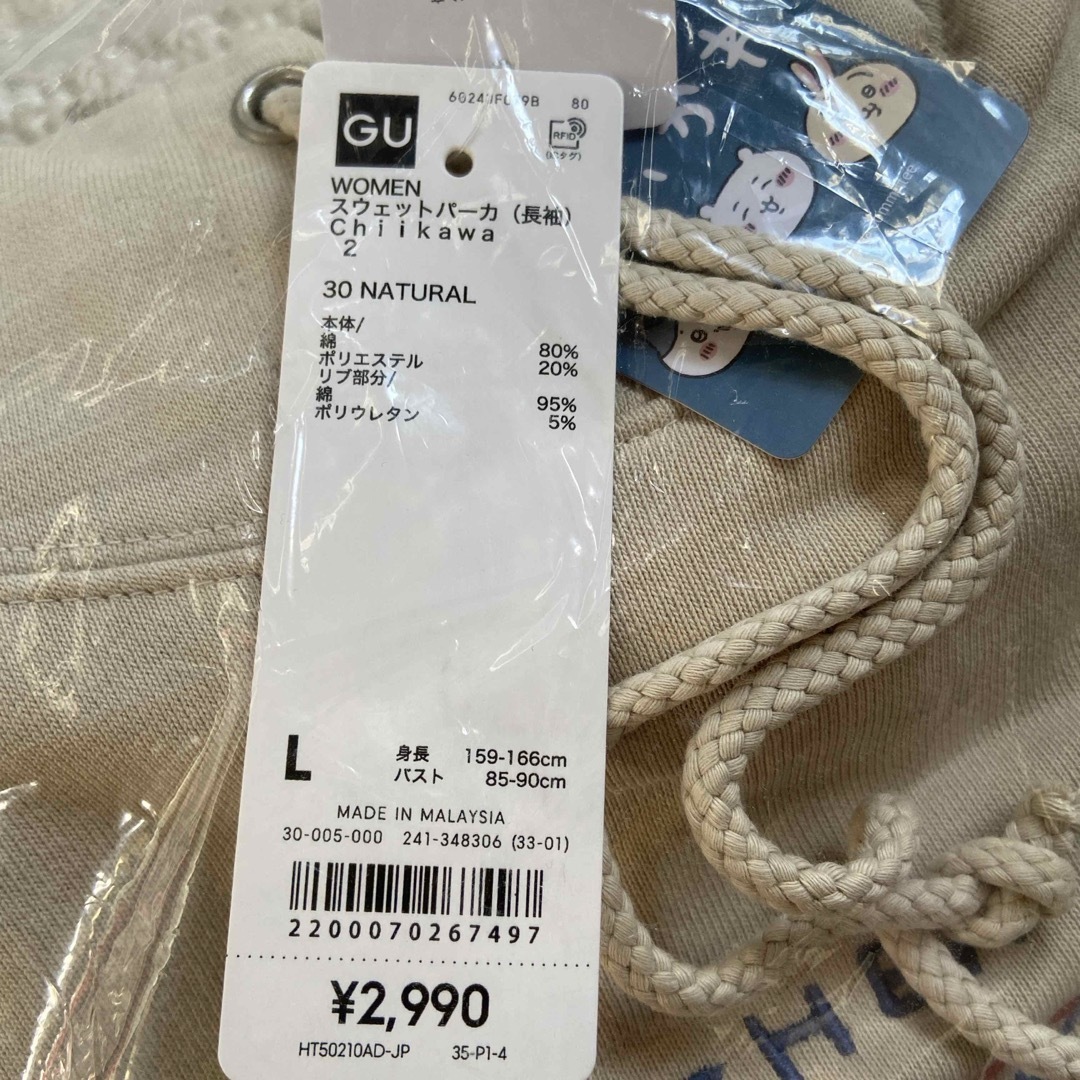 GU
80
RFID
WOMEN
スウェットパーカ（長袖）
Chiikawa
2
30 NATURAL
本体/
綿 80%
ポリエステル 20%
リブ部分/
綿 95%
ポリウレタン 5%
L 身長 159-166cm
バスト 85-90cm
MADE IN MALAYSIA
30-005-000 241-348306 (33-01)
2200070267497
¥2,990
HT50210AD-JP 35-P1-4